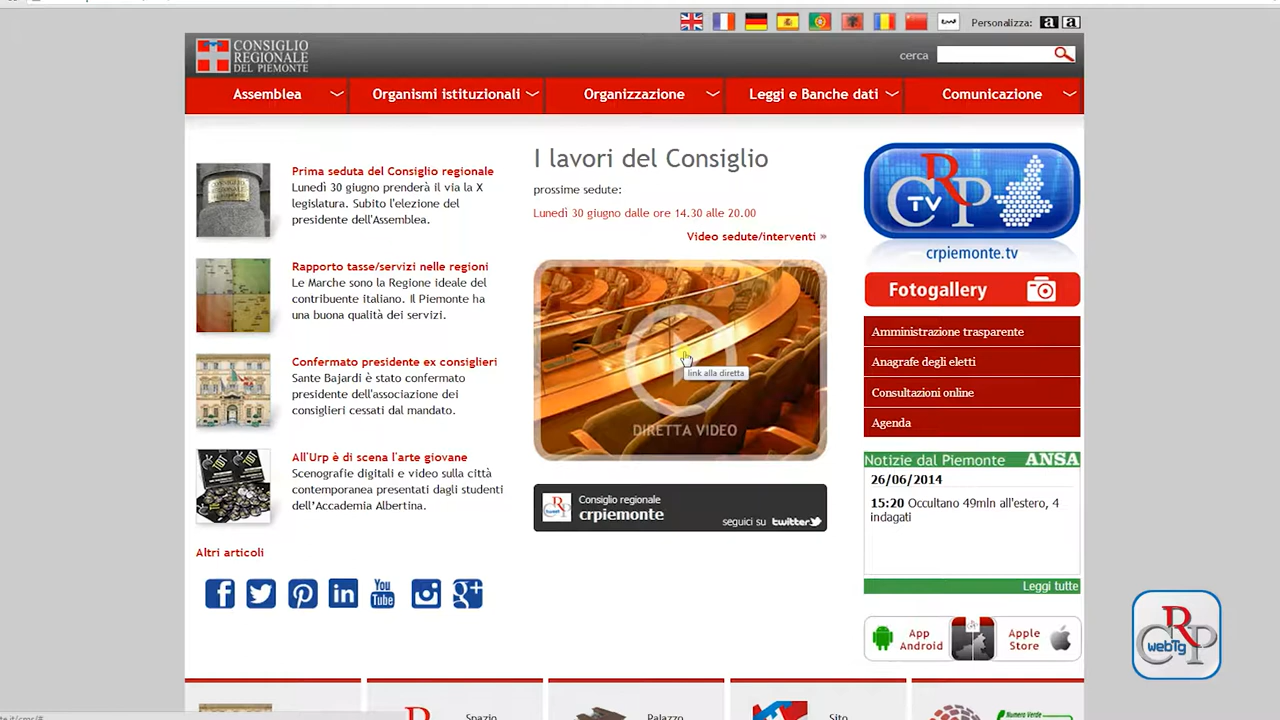 Personalizza: a a
CONSIGLIO
REGIONALE
DEL PIEMONTE
cerca
Assemblea
Organismi istituzionali
Organizzazione
Leggi e Banche dati
Comunicazione
Prima seduta del Consiglio regionale
Lunedì 30 giugno prenderà il via la X
legislatura. Subito l'elezione del
presidente dell'Assemblea.
Rapporto tasse/servizi nelle regioni
Le Marche sono la Regione ideale del
contribuente italiano. Il Piemonte ha
una buona qualità dei servizi.
Confermato presidente ex consiglieri
Sante Bajardi è stato confermato
presidente dell'associazione dei
consiglieri cessati dal mandato.
All'Urp è di scena l'arte giovane
Scenografie digitali e video sulla città
contemporanea presentati dagli studenti
dell'Accademia Albertina.
Altri articoli
You
Tube
I lavori del Consiglio
prossime sedute:
Lunedì 30 giugno dalle ore 14.30 alle 20.00
Video sedute/interventi »
link alla diretta
DIRETTA VIDEO
Consiglio regionale
crpiemonte
seguici su twitter
CRP
TV
crpiemonte.tv
Fotogallery
Amministrazione trasparente
Anagrafe degli eletti
Consultazioni online
Agenda
Notizie dal Piemonte ANSA
26/06/2014
15:20 Occultano 49mln all'estero, 4
indagati
Leggi tutte
App
Android
Apple
Store
CRP
webTg
Spazio
Palazzo
Sito
Numero Verde